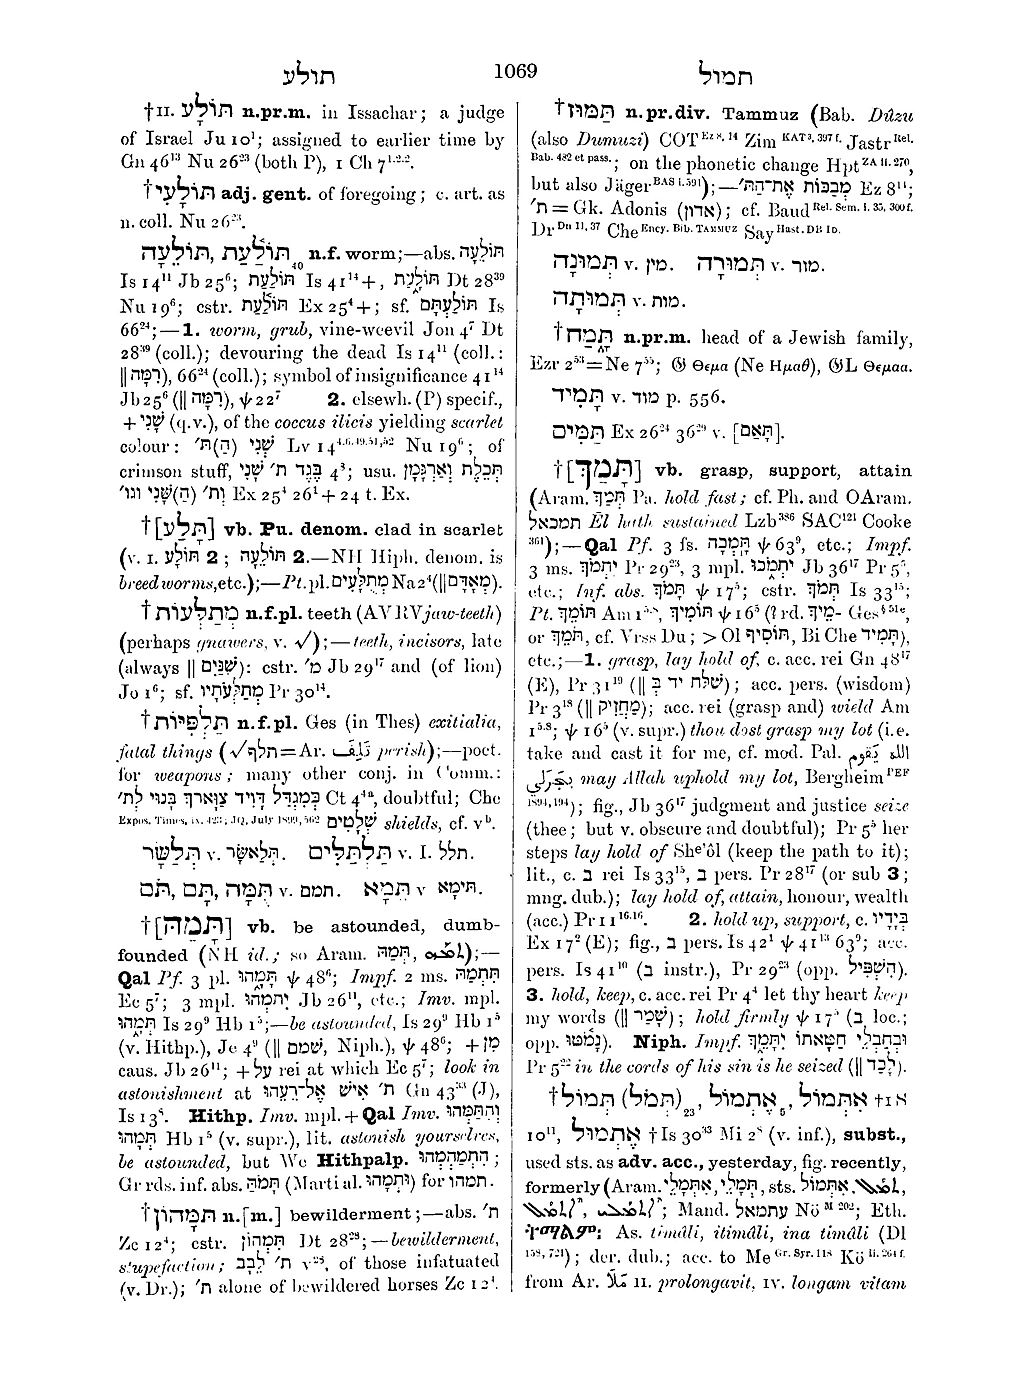 תולע 1069 תמול
†II. תּוֹלָע n.pr.m. in Issachar; a judge
of Israel Ju 10¹; assigned to earlier time by
Gn 46¹³ Nu 26²³ (both P), 1 Ch 7¹·²·².
†תּוֹלָעִי adj. gent. of foregoing; c. art. as
n. coll. Nu 26²³.
תּוֹלֵעָה, תּוֹלַ֫עַת ₄₀ n.f. worm;—abs. תּוֹלֵעָה
Is 14¹¹ Jb 25⁶; תּוֹלַ֫עַת Is 41¹⁴+, תּוֹלָ֑עַת Dt 28³⁹
Nu 19⁶; cstr. תּוֹלַ֫עַת Ex 25⁴+; sf. תּוֹלַעְתָּם Is
66²⁴;—1. worm, grub, vine-weevil Jon 4⁷ Dt
28³⁹ (coll.); devouring the dead Is 14¹¹ (coll.:
|| רִמָּה), 66²⁴ (coll.); symbol of insignificance 41¹⁴
Jb 25⁶ (|| רִמָּה), ψ 22⁷ 2. elsewh. (P) specif.,
+ שָׁנִי (q.v.), of the coccus ilicis yielding scarlet
colour: שְׁנִי (הַ)תּ׳ Lv 14⁴·⁶·⁴⁹·⁵¹·⁵² Nu 19⁶; of
crimson stuff, בֶּגֶד ת׳ שָׁנִי 4⁸; usu. תְּכֵלֶת וְאַרְגָּמָן
וְת׳ (הַ)שָּׁנִי וגו׳ Ex 25⁴ 26¹ + 24 t. Ex.
†[תָּלַע] vb. Pu. denom. clad in scarlet
(v. I. תּוֹלָע 2; תּוֹלֵעָה 2.—NH Hiph. denom. is
breed worms, etc.);—Pt. pl. מְתֻלָּעִים Na 2⁴ (|| מְאָדָּם).
†מְתַלְּעוֹת n.f.pl. teeth (AV RV jaw-teeth)
(perhaps gnawers, v. √);—teeth, incisors, late
(always || שִׁנַּיִם): cstr. מ׳ Jb 29¹⁷ and (of lion)
Jo 1⁶; sf. מְתַלְּעֹתָיו Pr 30¹⁴.
†תַּלְפִּיּוֹת n.f.pl. Ges (in Thes) exitialia,
fatal things (√תלף = Ar. تَلِفَ perish);—poet.
for weapons; many other conj. in Comm.:
כְּמִגְדַּל דָּוִיד צַוָּארֵךְ בָּנוּי לְת׳ Ct 4⁴ᵃ, doubtful; Che
Expos. Times, ix. 423; JQ, July 1899, 562 שְׁלָטִים shields, cf. vᵇ.
תְּלַשָּׂר v. תְּלַאשָּׂר. תַּלְתַּלִּים v. I. תלל.
תֻּמָּה, תָּם, תֹּם v. תמם. תֵּמָא v תֵּימָא.
†[תָּמַהּ] vb. be astounded, dumb-
founded (NH id.; so Aram. תְּמַהּ, );—
Qal Pf. 3 pl. תָּמָ֑הוּ ψ 48⁶; Impf. 2 ms. תִּתְמַהּ
Ec 5⁷; 3 mpl. יִתְמְהוּ Jb 26¹¹, etc.; Imv. mpl.
תְּמָ֑הוּ Is 29⁹ Hb 1⁵;—be astounded, Is 29⁹ Hb 1⁵
(v. Hithp.), Je 4⁹ (|| שׁמם, Niph.), ψ 48⁶; + מִן
caus. Jb 26¹¹; + עַל rei at which Ec 5⁷; look in
astonishment at ת׳ אִישׁ אֶל־רֵעֵהוּ Gn 43³³ (J),
Is 13⁸. Hithp. Imv. mpl. + Qal Imv. וְהִתַּמְּהוּ
תְּמָהוּ Hb 1⁵ (v. supr.), lit. astonish yourselves,
be astounded, but We Hithpalp. הִתְמַהְמְהוּ;
Gr rds. inf. abs. תָּמֹהַּ (Martial. וּתְמָהוּ) for תמהו.
†תִּמָּהוֹן n.[m.] bewilderment;—abs. ת׳
Zc 12⁴; cstr. תִּמְהוֹן Dt 28²⁸;—bewilderment,
stupefaction; ת׳ לֵבָב v²⁸, of those infatuated
(v. Dr.); ת׳ alone of bewildered horses Zc 12⁴.
†תַּמּוּז n.pr.div. Tammuz (Bab. Dûzu
(also Dumuzi) COT Ez 8, 14 Zim KAT³, 397 f. Jastr Rel.
Bab. 482 et pass.; on the phonetic change Hpt ZA ii. 270,
but also Jäger BAS i. 591);—מְבַכּוֹת אֶת־הַתּ׳ Ez 8¹¹;
ת׳ = Gk. Adonis (אדון); cf. Baud Rel. Sem. i. 35, 300 f.
Dr Dn 11, 37 Che Ency. Bib. TAMMUZ Say Hast. DB ID.
תְּמוּנָה v. מין. תְּמוּרָה v. מור.
תְּמוּתָה v. מות.
†תֶּמַח n.pr.m. head of a Jewish family,
Ezr 2⁵³ = Ne 7⁵⁵; 𝔊 Θεμα (Ne Ημαθ), 𝔊L Θεμαα.
תָּמִיד v. מוד p. 556.
תַּמִּים Ex 26²⁴ 36²⁹ v. [תָּאַם].
†[תָּמַךְ] vb. grasp, support, attain
(Aram. תְּמַךְ Pa. hold fast; cf. Ph. and OAram.
תמכאל Ēl hath sustained Lzb³⁸⁶ SAC¹²¹ Cooke
³⁶¹);—Qal Pf. 3 fs. תָּֽמְכָה ψ 63⁹, etc.; Impf.
3 ms. יִתְמֹךְ Pr 29²³, 3 mpl. יִתְמֹ֑כוּ Jb 36¹⁷ Pr 5⁵,
etc.; Inf. abs. תָּמֹךְ ψ 17⁵; cstr. תְּמֹךְ Is 33¹⁵;
Pt. תּוֹמֵךְ Am 1⁵·⁸, תּוֹמִיךְ ψ 16⁵ (? rd. ־מֵיךְ Ges § 50 e,
or תֹּמֵךְ, cf. Vrss Du; > Ol תּוֹסִיף, Bi Che תָּמִיד),
etc.;—1. grasp, lay hold of, c. acc. rei Gn 48¹⁷
(E), Pr 31¹⁹ (|| שִׁלַּח יד בְּ); acc. pers. (wisdom)
Pr 3¹⁸ (|| מַחֲזִיק); acc. rei (grasp and) wield Am
1⁵·⁸; ψ 16⁵ (v. supr.) thou dost grasp my lot (i.e.
take and cast it for me, cf. mod. Pal. الله
may Allah uphold my lot, Bergheim PEF
1894, 194); fig., Jb 36¹⁷ judgment and justice seize
(thee; but v. obscure and doubtful); Pr 5⁵ her
steps lay hold of Sheʾôl (keep the path to it);
lit., c. ב rei Is 33¹⁵, ב pers. Pr 28¹⁷ (or sub 3;
mng. dub.); lay hold of, attain, honour, wealth
(acc.) Pr 11¹⁶·¹⁶. 2. hold up, support, c. בְּיָדָיו
Ex 17¹² (E); fig., ב pers. Is 42¹ ψ 41¹³ 63⁹; acc.
pers. Is 41¹⁰ (ב instr.), Pr 29²³ (opp. הִשְׁפִּיל).
3. hold, keep, c. acc. rei Pr 4⁴ let thy heart keep
my words (|| שָׁמַר); hold firmly ψ 17⁵ (ב loc.;
opp. נָמֹ֫טּוּ). Niph. Impf. וּבְחַבְלֵי חַטָּאתוֹ יִתָּמֵךְ
Pr 5²² in the cords of his sin is he seized (|| לָכַד).
†תְּמוֹל (תְּמֹל) ₂₃, אֶתְמוֹל ₅, אִתְּמוֹל †1 S
10¹¹, אֶתְמוּל † Is 30³³ Mi 2⁸ (v. inf.), subst.,
used sts. as adv. acc., yesterday, fig. recently,
formerly (Aram. תְּמָלֵי, אֶתְמָלֵי, sts. אִתְּמוֹל,
Mand. עתמאל Nö M 202; Eth.
As. timâli, itimâli, ina timâli (Dl
158, 721); der. dub.; acc. to Me Gr. Syr. 118 Kö ii. 261 f.
from Ar. II. prolongavit, IV. longam vitam